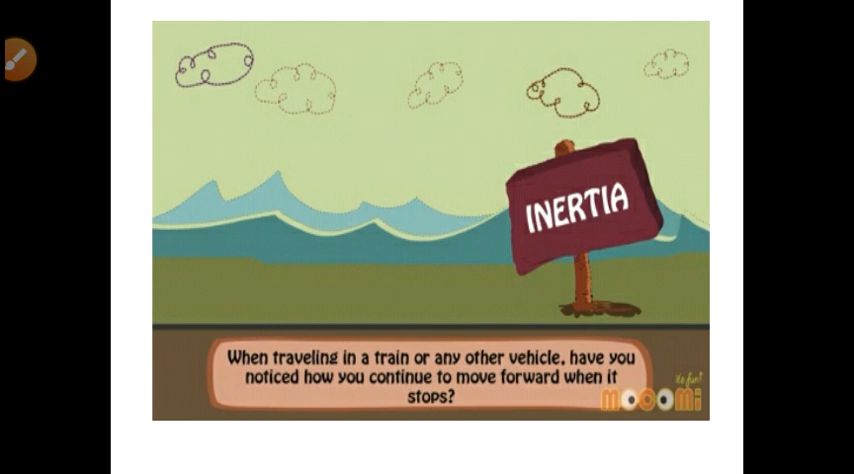 INERTIA
When traveling in a train or any other vehicle, have you
noticed how you continue to move forward when it
stops?
its fun!
mocomi